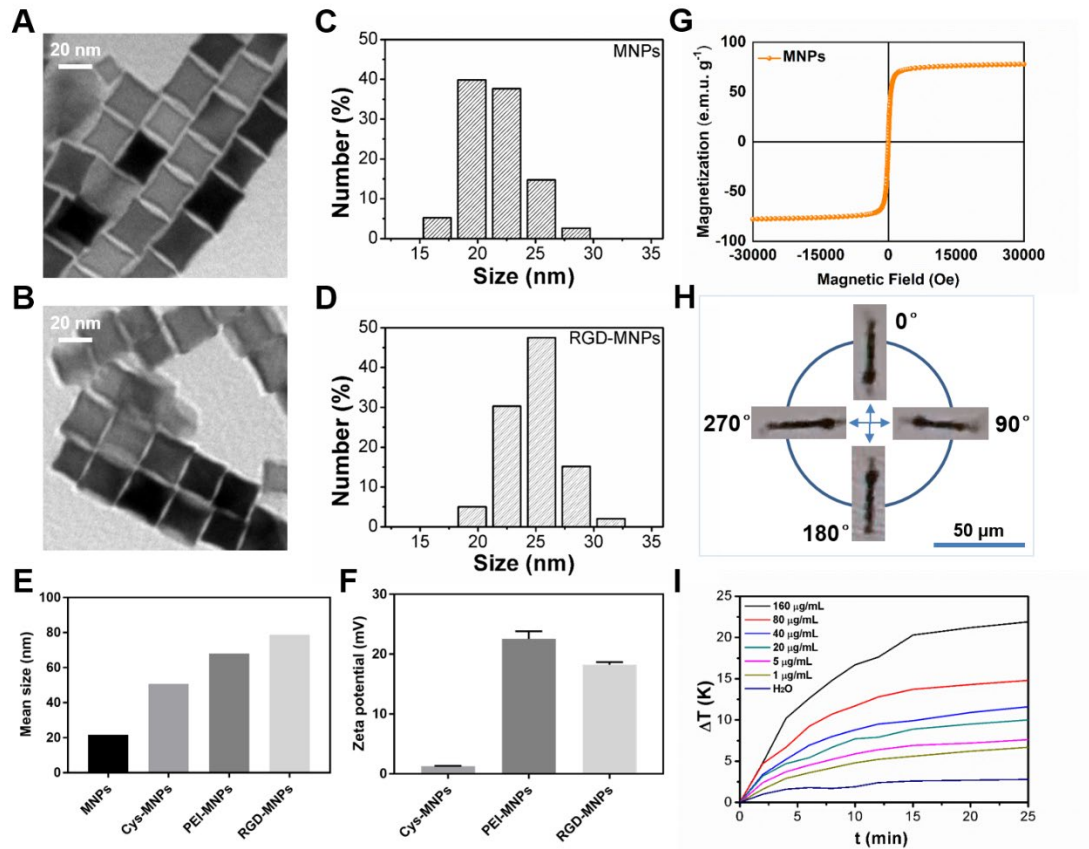 A
20 nm
B
20 nm
C
MNPs
Number (%)
50
40
30
20
10
0
15 20 25 30 35
Size (nm)
D
RGD-MNPs
Number (%)
50
40
30
20
10
0
15 20 25 30 35
Size (nm)
E
Mean size (nm)
100
80
60
40
20
0
MNPs
Cys-MNPs
PEI-MNPs
RGD-MNPs
F
Zeta potential (mV)
30
20
10
0
Cys-MNPs
PEI-MNPs
RGD-MNPs
G
MNPs
Magnetization (e.m.u. g-1)
100
50
0
-50
-100
-30000 -15000 0 15000 30000
Magnetic Field (Oe)
H
0°
270°
90°
180°
50 μm
I
160 μg/mL
80 μg/mL
40 μg/mL
20 μg/mL
5 μg/mL
1 μg/mL
H₂O
ΔT (K)
25
20
15
10
5
0
0 5 10 15 20 25
t (min)